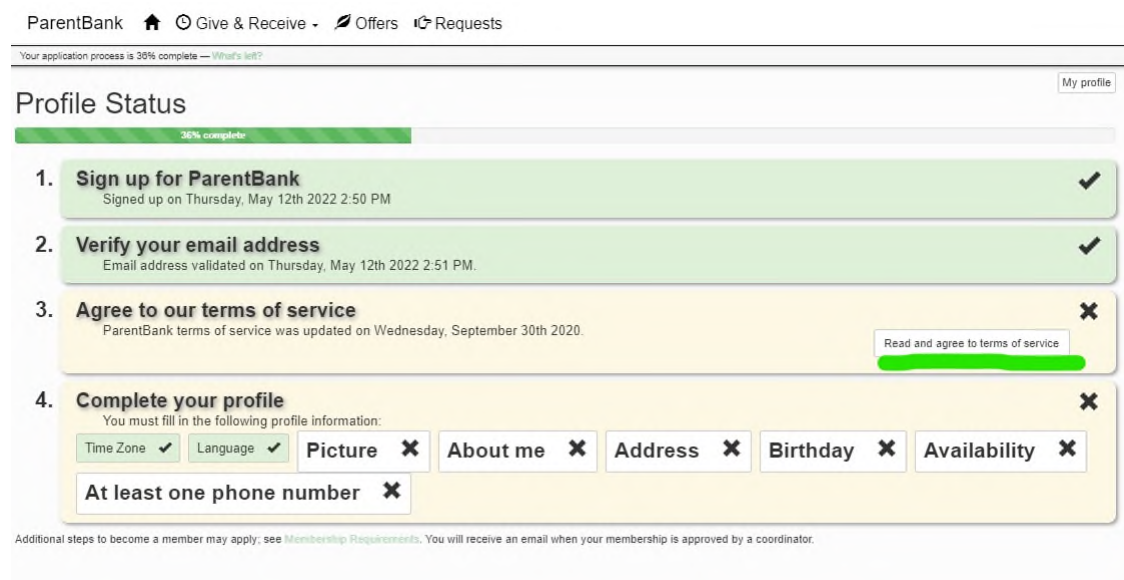 ParentBank Give & Receive Offers Requests
Your application process is 36% complete — What's left?
My profile
Profile Status
36% complete
1. Sign up for ParentBank
Signed up on Thursday, May 12th 2022 2:50 PM
2. Verify your email address
Email address validated on Thursday, May 12th 2022 2:51 PM.
3. Agree to our terms of service
ParentBank terms of service was updated on Wednesday, September 30th 2020.
Read and agree to terms of service
4. Complete your profile
You must fill in the following profile information:
Time Zone Language Picture About me Address Birthday Availability
At least one phone number
Additional steps to become a member may apply; see Membership Requirements. You will receive an email when your membership is approved by a coordinator.